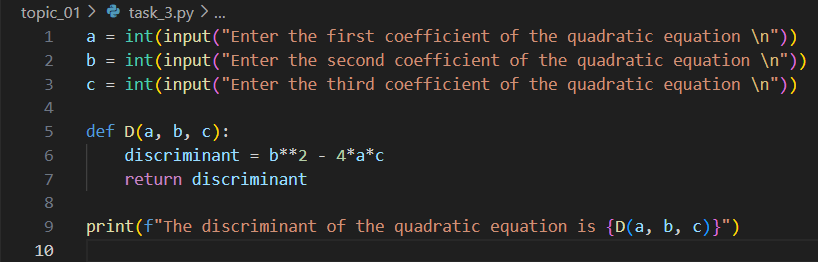 topic_01 > task_3.py > ...
1 a = int(input("Enter the first coefficient of the quadratic equation \n"))
2 b = int(input("Enter the second coefficient of the quadratic equation \n"))
3 c = int(input("Enter the third coefficient of the quadratic equation \n"))
4
5 def D(a, b, c):
6     discriminant = b**2 - 4*a*c
7     return discriminant
8
9 print(f"The discriminant of the quadratic equation is {D(a, b, c)}")
10